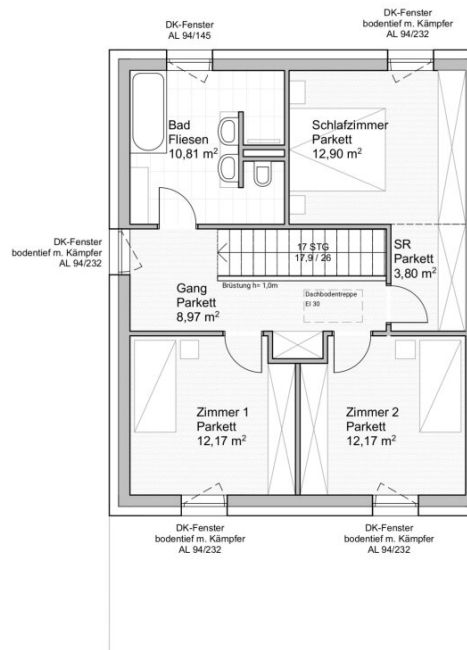 DK-Fenster
AL 94/145
DK-Fenster
bodentief m. Kämpfer
AL 94/232
Bad
Fliesen
10,81 m²
Schlafzimmer
Parkett
12,90 m²
DK-Fenster
bodentief m. Kämpfer
AL 94/232
17 STG
17,9 / 26
SR
Parkett
3,80 m²
Gang
Parkett
8,97 m²
Brüstung h= 1,0m
Dachbodentreppe
EI 30
Zimmer 1
Parkett
12,17 m²
Zimmer 2
Parkett
12,17 m²
DK-Fenster
bodentief m. Kämpfer
AL 94/232
DK-Fenster
bodentief m. Kämpfer
AL 94/232